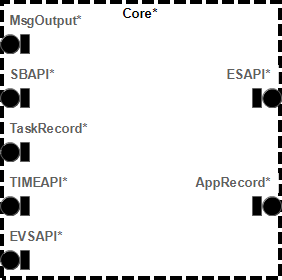 Core*
MsgOutput*
SBAPI*
ESAPI*
TaskRecord*
TIMEAPI*
AppRecord*
EVSAPI*